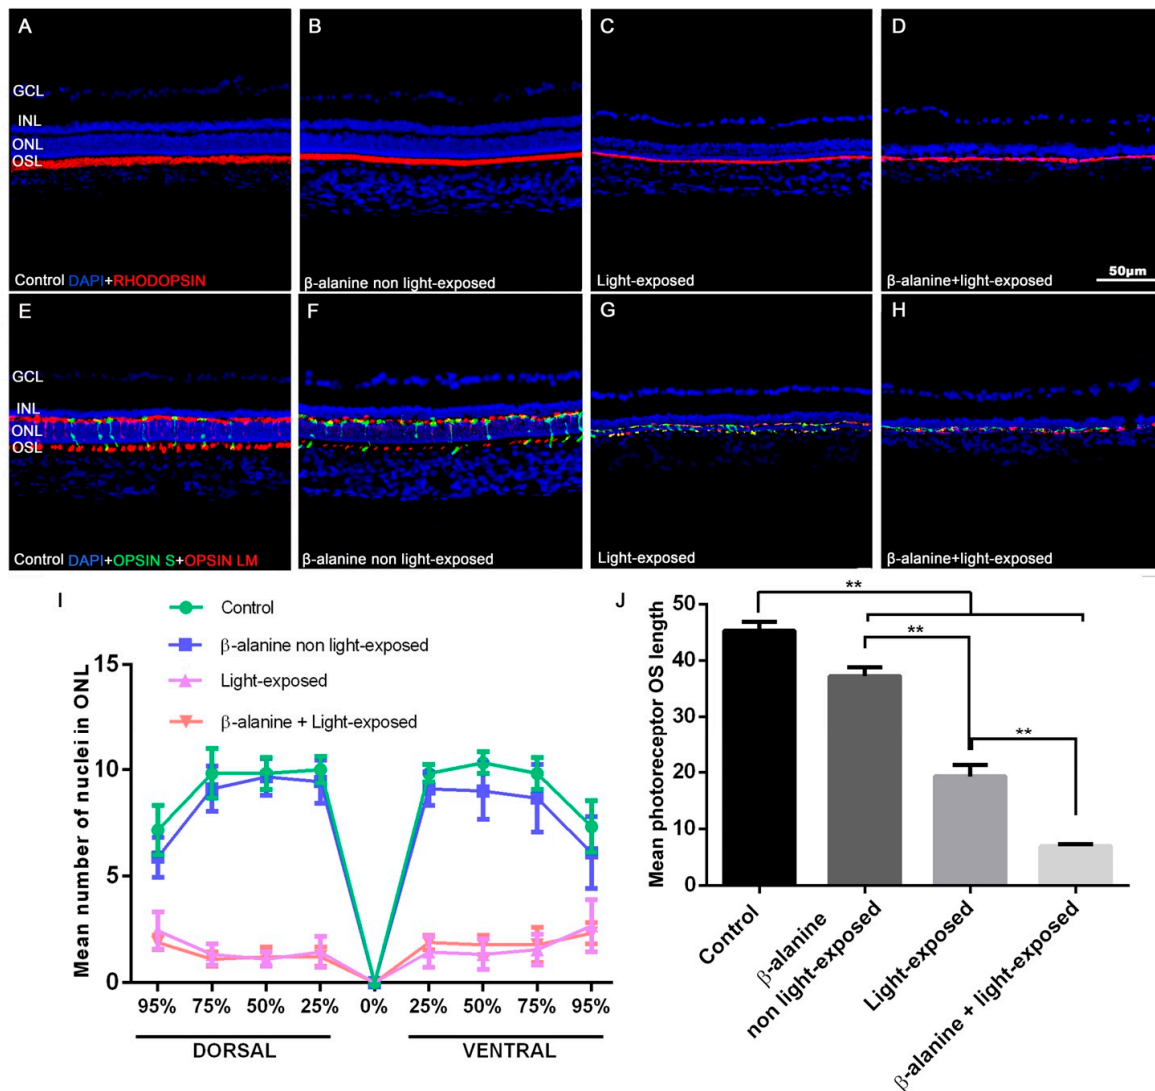 A
B
C
D
GCL
INL
ONL
OSL
Control DAPI+RHODOPSIN
β-alanine non light-exposed
Light-exposed
50µm
β-alanine+light-exposed
E
F
G
H
GCL
INL
ONL
OSL
Control DAPI+OPSIN S+OPSIN LM
β-alanine non light-exposed
Light-exposed
β-alanine+light-exposed
I
Control
β-alanine non light-exposed
Light-exposed
β-alanine + Light-exposed
Mean number of nuclei in ONL
15
10
5
0
95% 75% 50% 25% 0% 25% 50% 75% 95%
DORSAL
VENTRAL
J
**
**
**
Mean photoreceptor OS length
50
40
30
20
10
0
Control
β-alanine
non light-exposed
Light-exposed
β-alanine + light-exposed